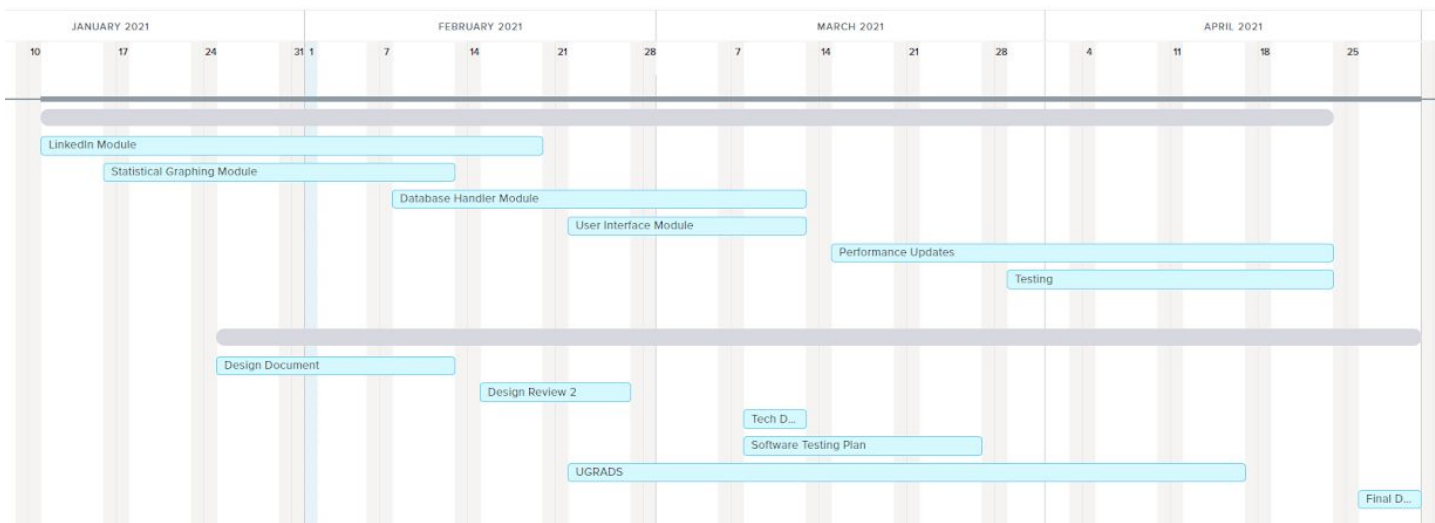 JANUARY 2021 FEBRUARY 2021 MARCH 2021 APRIL 2021
10 17 24 31 1 7 14 21 28 7 14 21 28 4 11 18 25
LinkedIn Module
Statistical Graphing Module
Database Handler Module
User Interface Module
Performance Updates
Testing
Design Document
Design Review 2
Tech D...
Software Testing Plan
UGRADS
Final D...